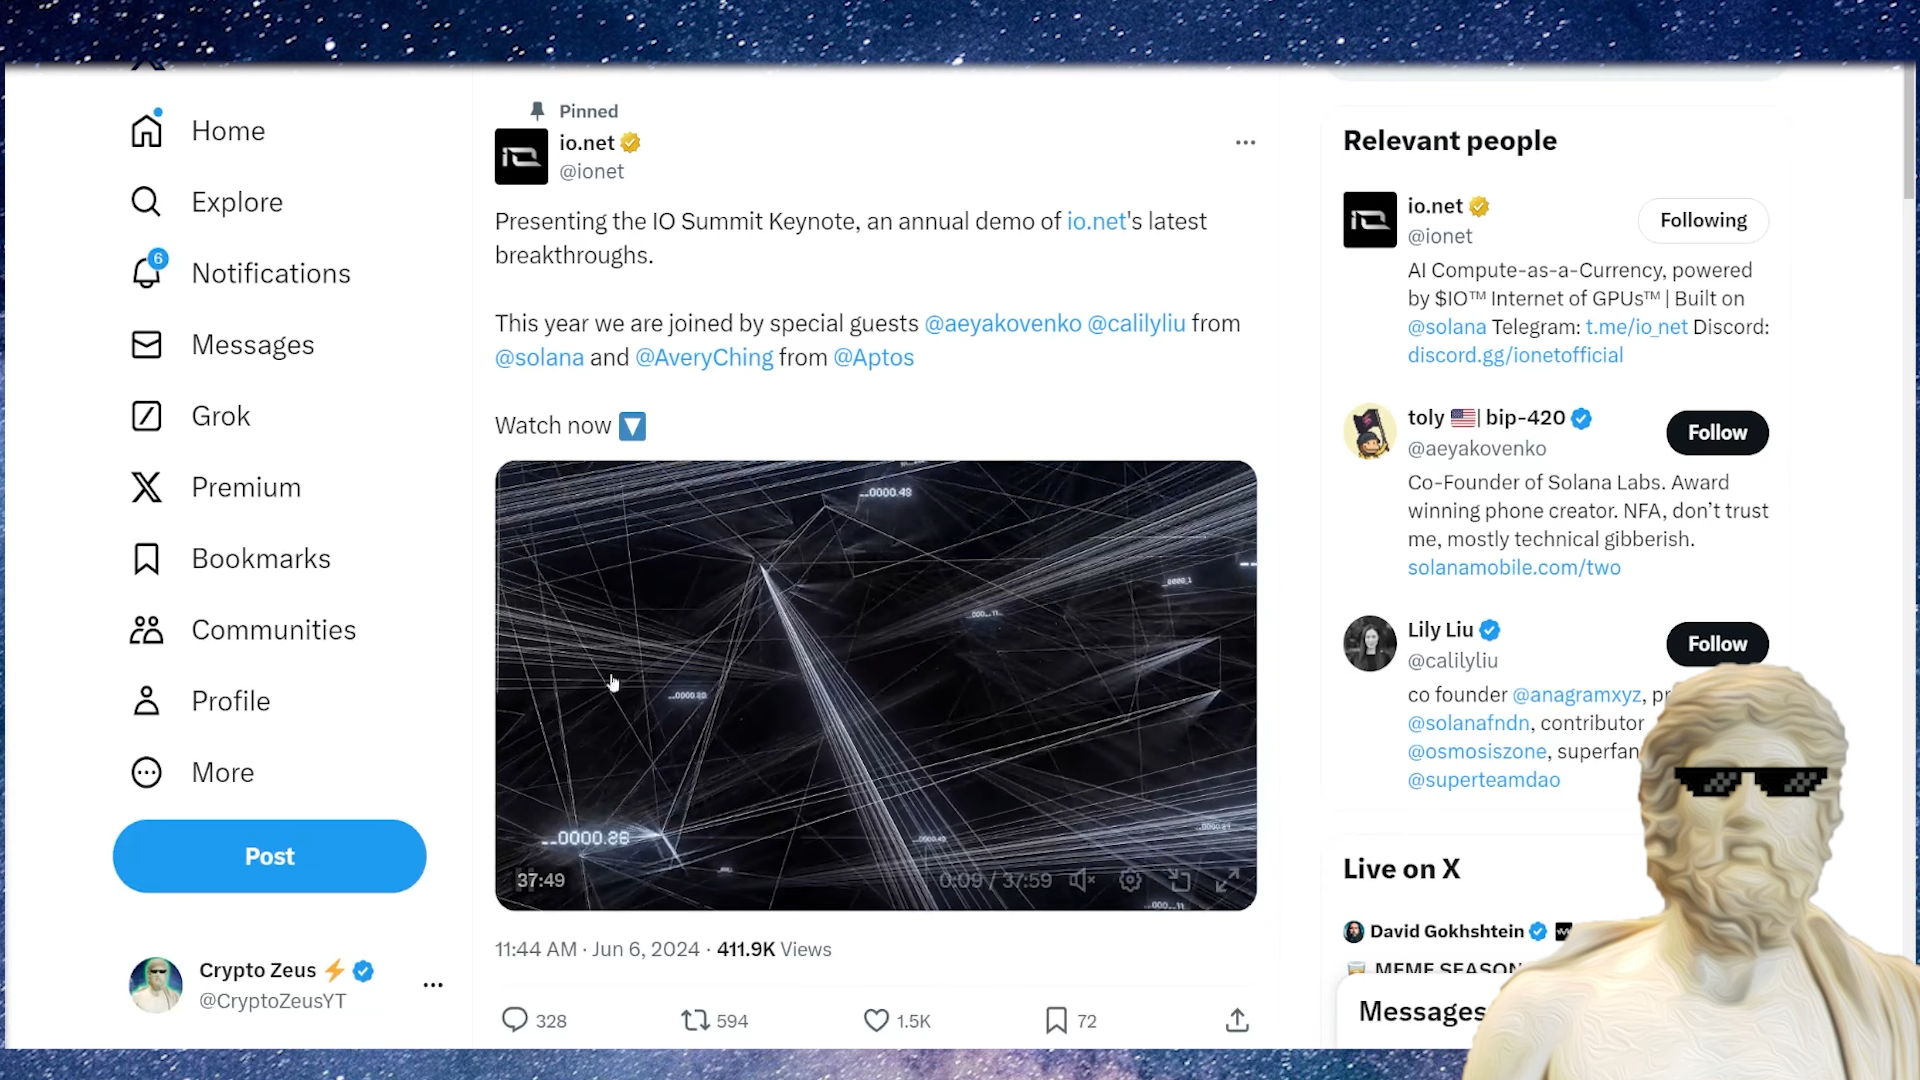 Home
Explore
6
Notifications
Messages
Grok
Premium
Bookmarks
Communities
Profile
More
Post
Crypto Zeus
@CryptoZeusYT
Pinned
io.net
@ionet
Presenting the IO Summit Keynote, an annual demo of io.net's latest
breakthroughs.
This year we are joined by special guests @aeyakovenko @calilyliu from
@solana and @AveryChing from @Aptos
Watch now
__0000.26
37:49
0:09 / 37:59
11:44 AM · Jun 6, 2024 · 411.9K Views
328
594
1.5K
72
Relevant people
io.net
@ionet
Following
AI Compute-as-a-Currency, powered
by $IO™ Internet of GPUs™ | Built on
@solana Telegram: t.me/io_net Discord:
discord.gg/ionetofficial
toly | bip-420
@aeyakovenko
Follow
Co-Founder of Solana Labs. Award
winning phone creator. NFA, don't trust
me, mostly technical gibberish.
solanamobile.com/two
Lily Liu
@calilyliu
Follow
co founder @anagramxyz, pr
@solanafndn, contributor
@osmosiszone, superfan
@superteamdao
Live on X
David Gokhshtein
MEME SEASON
Messages